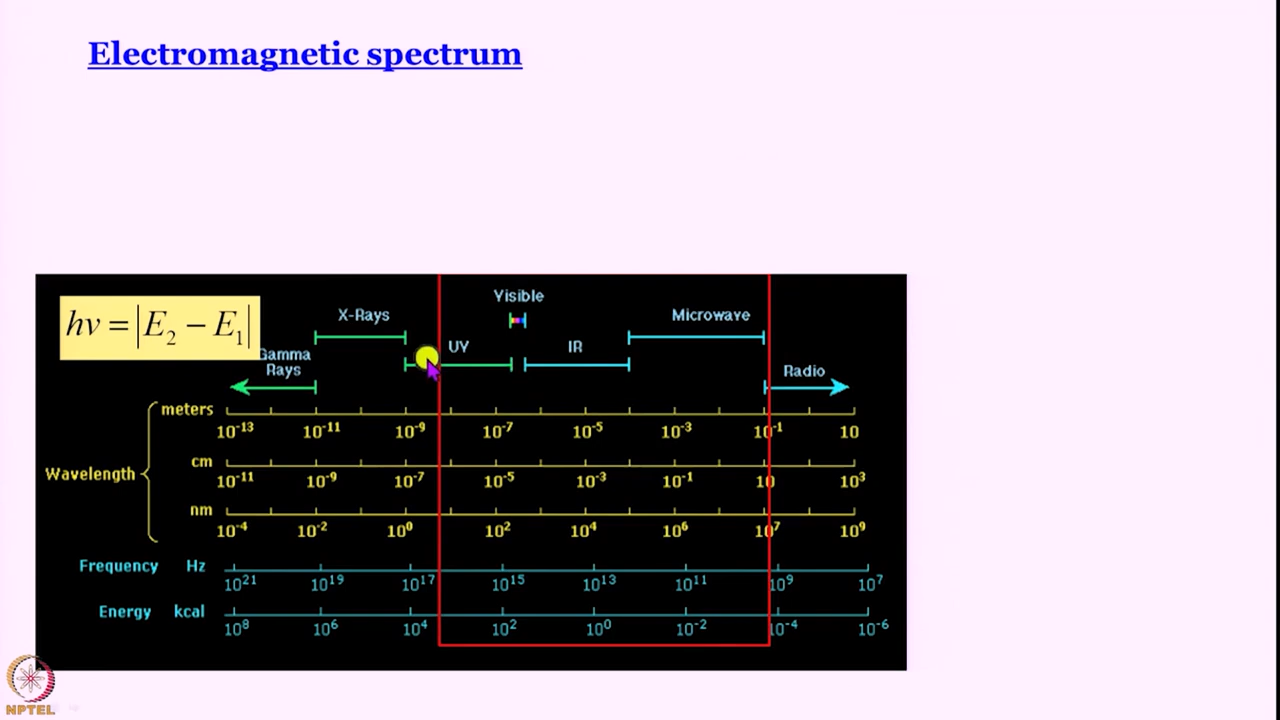 Electromagnetic spectrum
hν = |E₂ − E₁|
Visible
X-Rays
Microwave
UV
IR
Gamma
Rays
Radio
meters
10⁻¹³ 10⁻¹¹ 10⁻⁹ 10⁻⁷ 10⁻⁵ 10⁻³ 10⁻¹ 10
Wavelength
cm
10⁻¹¹ 10⁻⁹ 10⁻⁷ 10⁻⁵ 10⁻³ 10⁻¹ 10 10³
nm
10⁻⁴ 10⁻² 10⁰ 10² 10⁴ 10⁶ 10⁷ 10⁹
Frequency Hz
10²¹ 10¹⁹ 10¹⁷ 10¹⁵ 10¹³ 10¹¹ 10⁹ 10⁷
Energy kcal
10⁸ 10⁶ 10⁴ 10² 10⁰ 10⁻² 10⁻⁴ 10⁻⁶
NPTEL